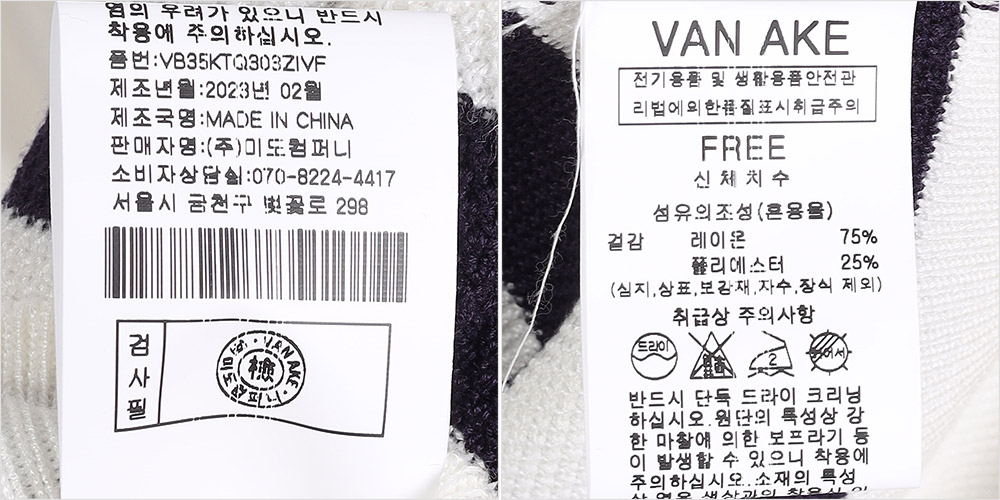 염의 우려가 있으니 반드시
착용에 주의하십시오.
품번:VB35KTQ303ZIVF
제조년월:2023년 02월
제조국명:MADE IN CHINA
판매자명:(주)미도컴퍼니
소비자상담실:070-8224-4417
서울시 금천구 벚꽃로 298
검사필
VAN AKE
檢
VAN AKE
전기용품 및 생활용품안전관
리법에의한품질표시취급주의
FREE
신체치수
섬유의조성(혼용율)
겉감 레이온 75%
폴리에스터 25%
(심지,상표,보강재,자수,장식 제외)
취급상 주의사항
드라이
2
반드시 단독 드라이 크리닝
하십시오.원단의 특성상 강
한 마찰에 의한 보프라기 등
이 발생할 수 있으니 착용에
주의하십시오.소재의 특성